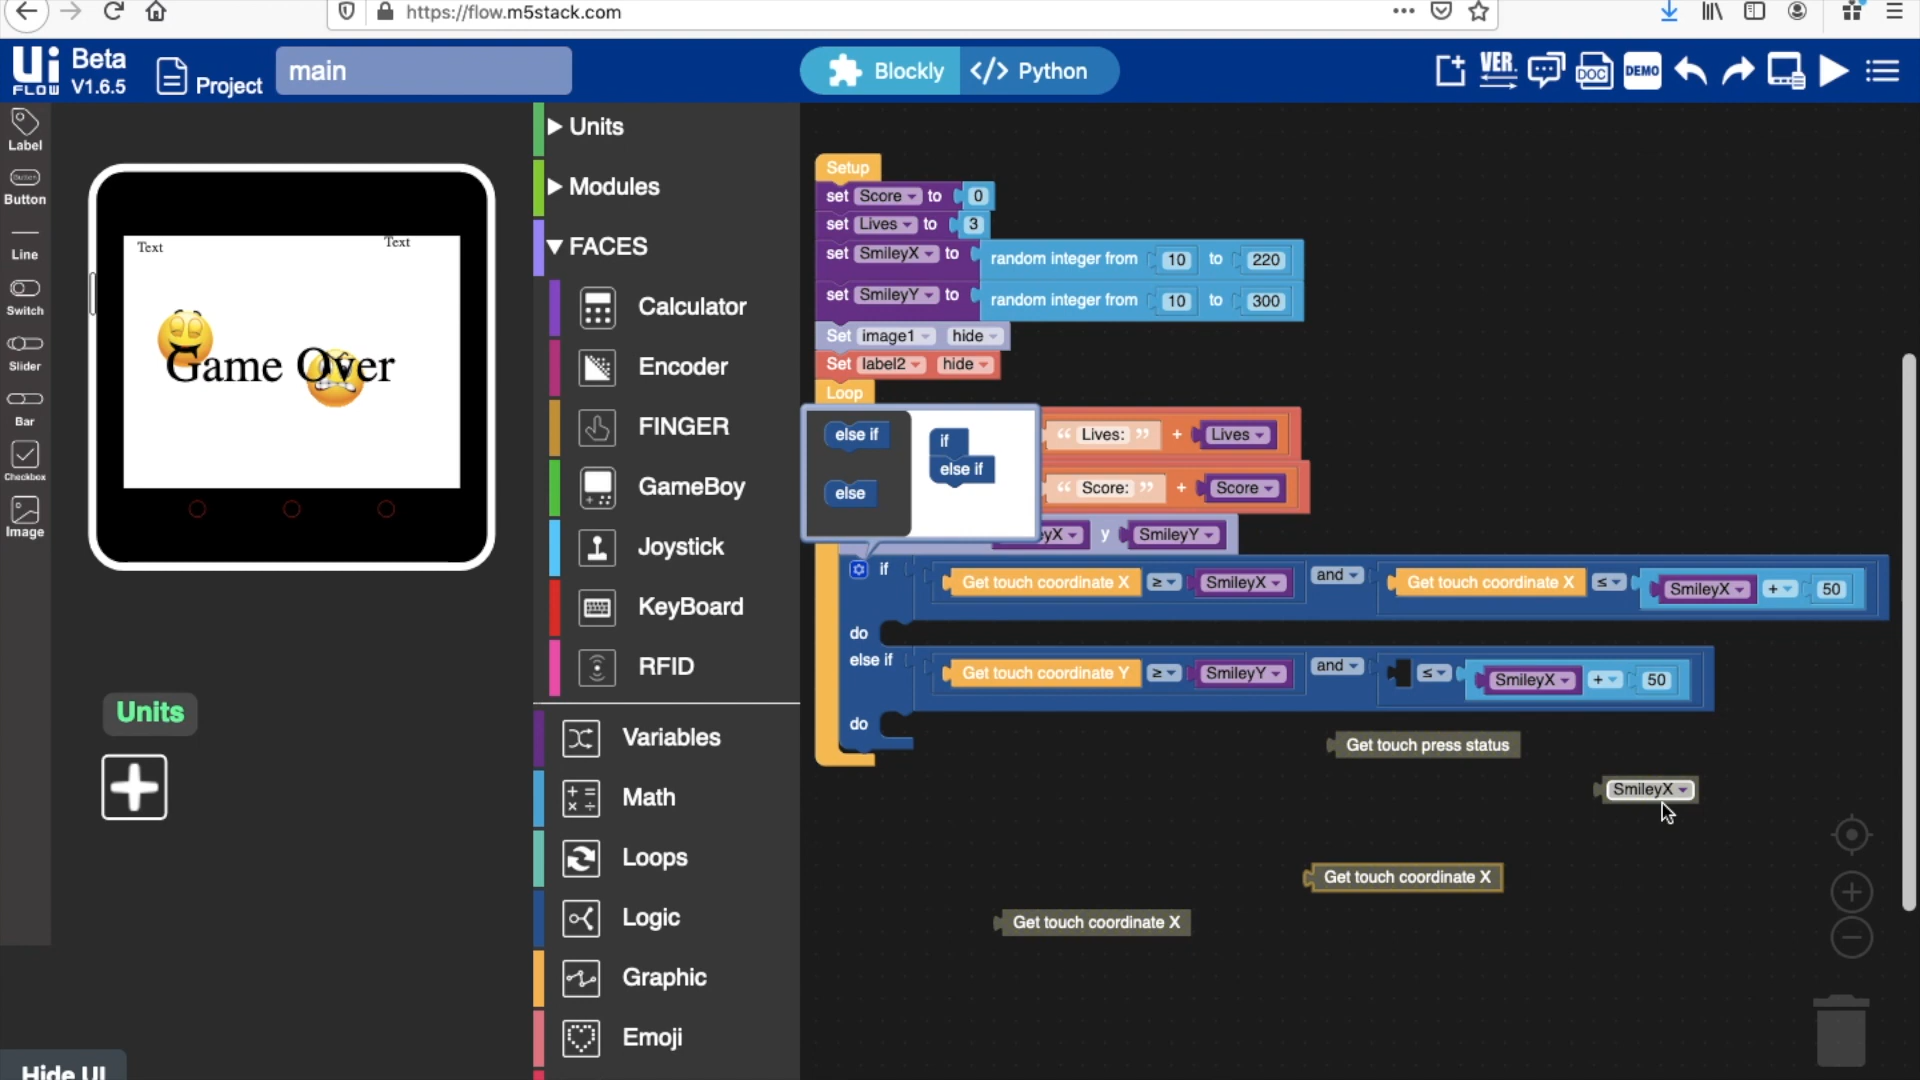 https://flow.m5stack.com
Ui FLOW Beta V1.6.5
Project
main
Blockly
</> Python
VER.
DOC
DEMO
Label
Button
Button
Line
Switch
Slider
Bar
Checkbox
Image
Text
Text
Game Over
Units
Hide UI
Units
Modules
FACES
Calculator
Encoder
FINGER
GameBoy
Joystick
KeyBoard
RFID
Variables
Math
Loops
Logic
Graphic
Emoji
Setup
set Score to 0
set Lives to 3
set SmileyX to random integer from 10 to 220
set SmileyY to random integer from 10 to 300
Set image1 hide
Set label2 hide
Loop
else if
else
if
else if
“ Lives: ” + Lives
“ Score: ” + Score
yX y SmileyY
if Get touch coordinate X ≥ SmileyX and Get touch coordinate X ≤ SmileyX + 50
do
else if Get touch coordinate Y ≥ SmileyY and ≤ SmileyX + 50
do
Get touch press status
SmileyX
Get touch coordinate X
Get touch coordinate X